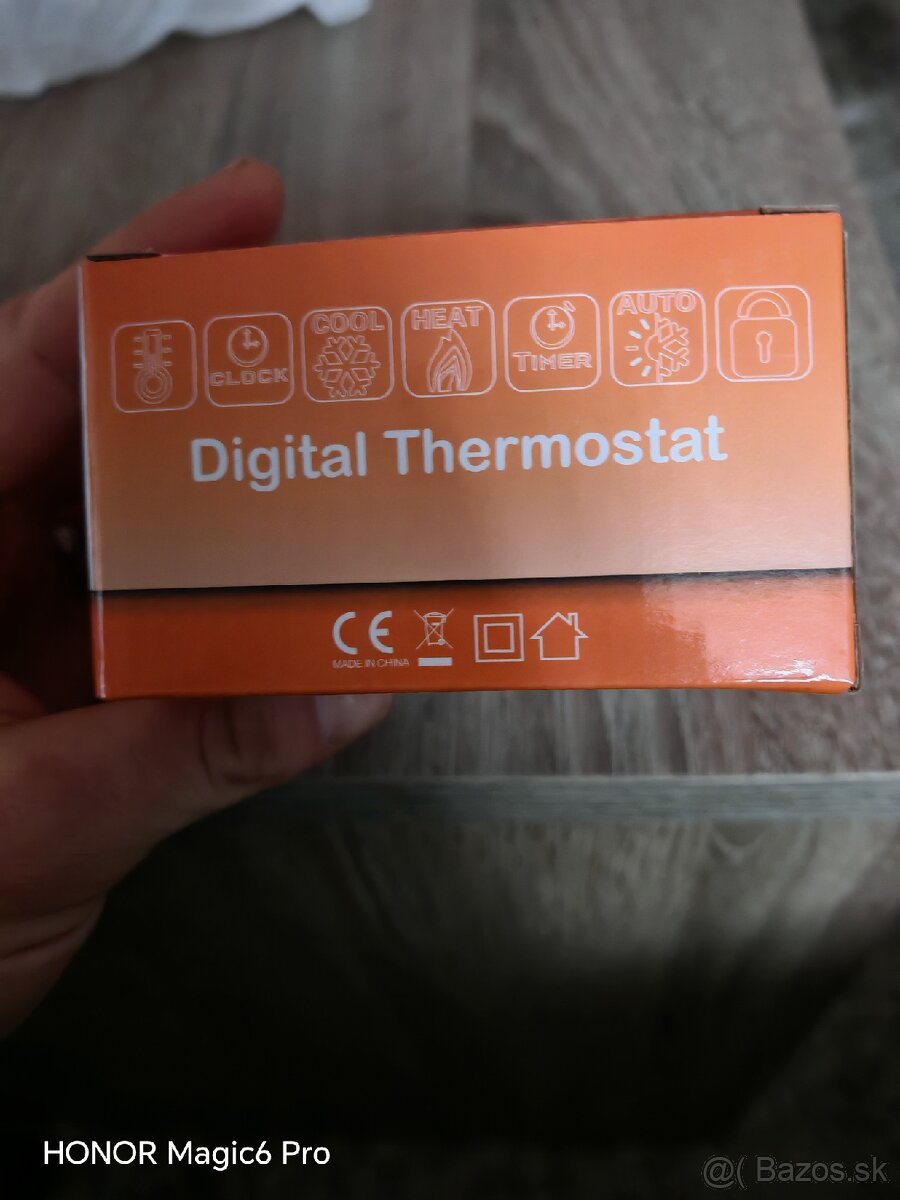 CLOCK
COOL
HEAT
TIMER
AUTO
Digital Thermostat
CE
MADE IN CHINA
HONOR Magic6 Pro
@( Bazos.sk